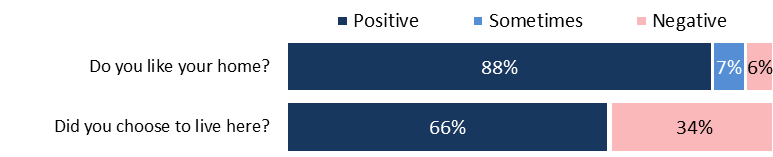 Positive Sometimes Negative
Do you like your home? 88% 7% 6%
Did you choose to live here? 66% 34%